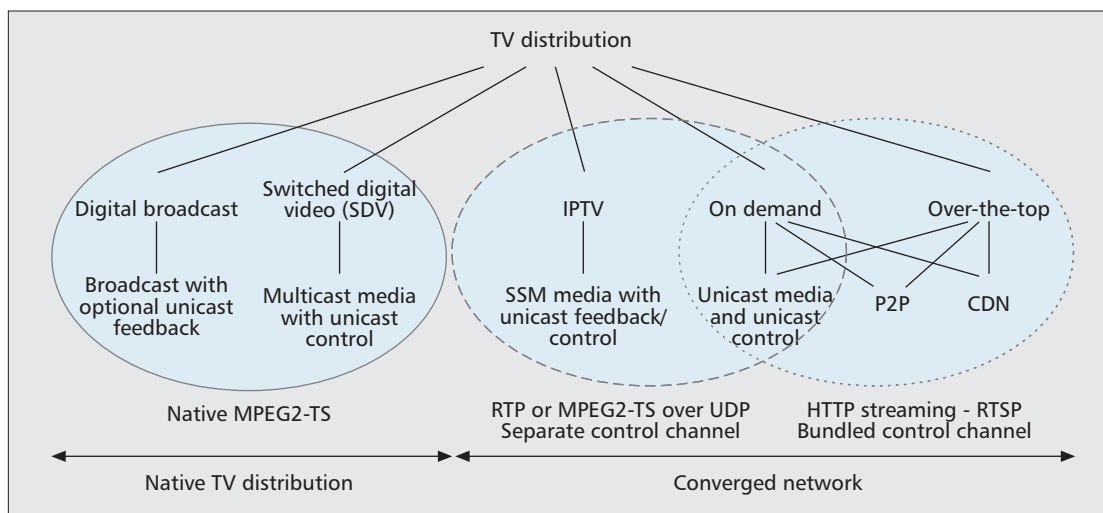 TV distribution
Digital broadcast
Switched digital
video (SDV)
IPTV
On demand
Over-the-top
Broadcast with
optional unicast
feedback
Multicast media
with unicast
control
SSM media with
unicast feedback/
control
Unicast media
and unicast
control
P2P
CDN
Native MPEG2-TS
RTP or MPEG2-TS over UDP
Separate control channel
HTTP streaming - RTSP
Bundled control channel
Native TV distribution
Converged network